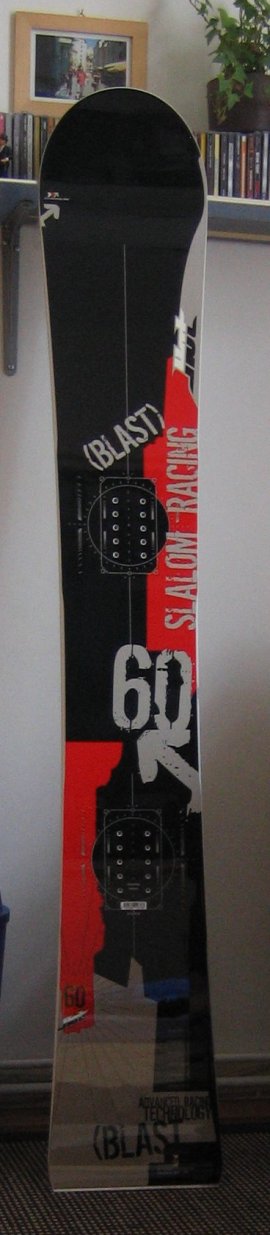 (BLAST)
SLALOM RACING
60
60
ADVANCED RACING
TECHNOLOGY
(BLAST